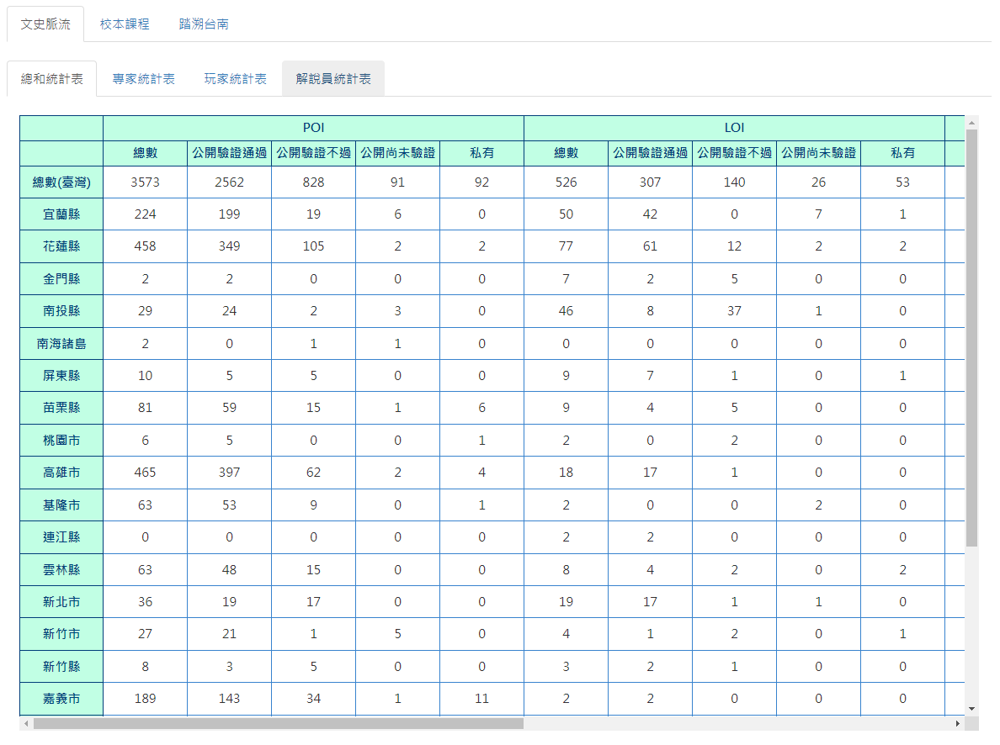 文史脈流 校本課程 踏溯台南
總和統計表 專家統計表 玩家統計表 解說員統計表
POI LOI
總數 公開驗證通過 公開驗證不過 公開尚未驗證 私有 總數 公開驗證通過 公開驗證不過 公開尚未驗證 私有
總數(臺灣) 3573 2562 828 91 92 526 307 140 26 53
宜蘭縣 224 199 19 6 0 50 42 0 7 1
花蓮縣 458 349 105 2 2 77 61 12 2 2
金門縣 2 2 0 0 0 7 2 5 0 0
南投縣 29 24 2 3 0 46 8 37 1 0
南海諸島 2 0 1 1 0 0 0 0 0 0
屏東縣 10 5 5 0 0 9 7 1 0 1
苗栗縣 81 59 15 1 6 9 4 5 0 0
桃園市 6 5 0 0 1 2 0 2 0 0
高雄市 465 397 62 2 4 18 17 1 0 0
基隆市 63 53 9 0 1 2 0 0 2 0
連江縣 0 0 0 0 0 2 2 0 0 0
雲林縣 63 48 15 0 0 8 4 2 0 2
新北市 36 19 17 0 0 19 17 1 1 0
新竹市 27 21 1 5 0 4 1 2 0 1
新竹縣 8 3 5 0 0 3 2 1 0 0
嘉義市 189 143 34 1 11 2 2 0 0 0